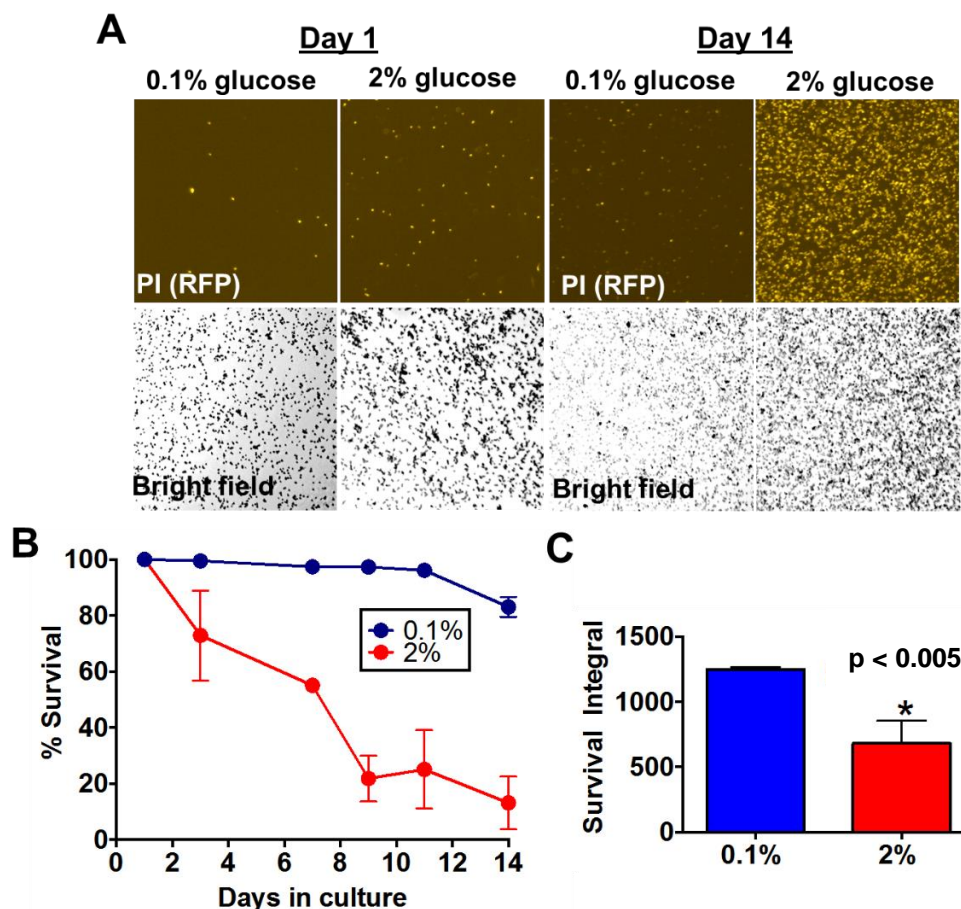 A
Day 1
Day 14
0.1% glucose
2% glucose
0.1% glucose
2% glucose
PI (RFP)
PI (RFP)
Bright field
Bright field
B
100
80
60
40
20
0
% Survival
0.1%
2%
0 2 4 6 8 10 12 14
Days in culture
C
1500
1000
500
0
Survival Integral
p < 0.005
*
0.1% 2%